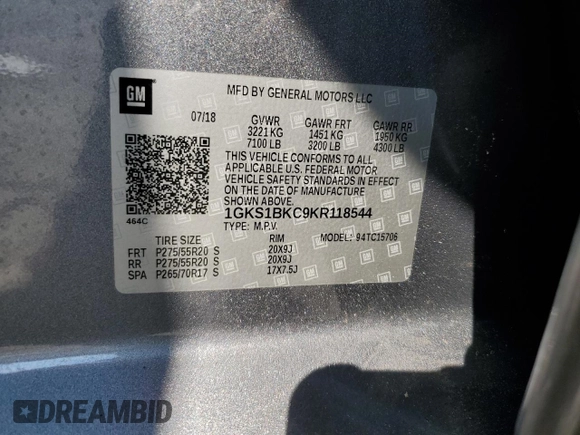 GM
MFD BY GENERAL MOTORS LLC
07/18 GVWR GAWR FRT GAWR RR
3221 KG 1451 KG 1950 KG
7100 LB 3200 LB 4300 LB
THIS VEHICLE CONFORMS TO ALL
APPLICABLE U.S. FEDERAL MOTOR
VEHICLE SAFETY STANDARDS IN EFFECT
ON THE DATE OF MANUFACTURE
SHOWN ABOVE.
464C 1GKS1BKC9KR118544
TYPE: M.P.V. MODEL: 94TC15706
TIRE SIZE RIM
FRT P275/55R20 S 20X9J
RR P275/55R20 S 20X9J
SPA P265/70R17 S 17X7.5J
DREAMBID